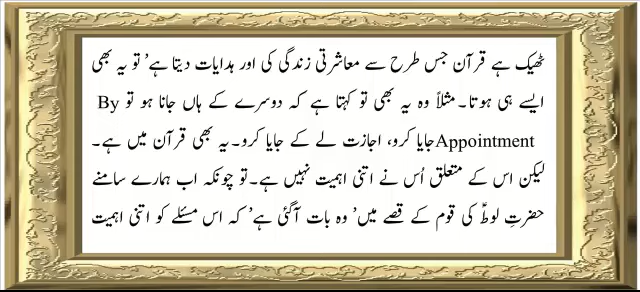 ٹھیک ہے قرآن جس طرح سے معاشرتی زندگی کی اور ہدایات دیتا ہے’ تو یہ بھی
ایسے ہی ہوتا۔ مثلاً وہ یہ بھی تو کہتا ہے کہ دوسرے کے ہاں جانا ہو تو By
Appointment جایا کرو، اجازت لے کے جایا کرو۔ یہ بھی قرآن میں ہے۔
لیکن اس کے متعلق اُس نے اتنی اہمیت نہیں ہے۔ تو چونکہ اب ہمارے سامنے
حضرتِ لوطؑ کی قوم کے قصے میں’ وہ بات آگئی ہے’ کہ اس مسئلے کو اتنی اہمیت